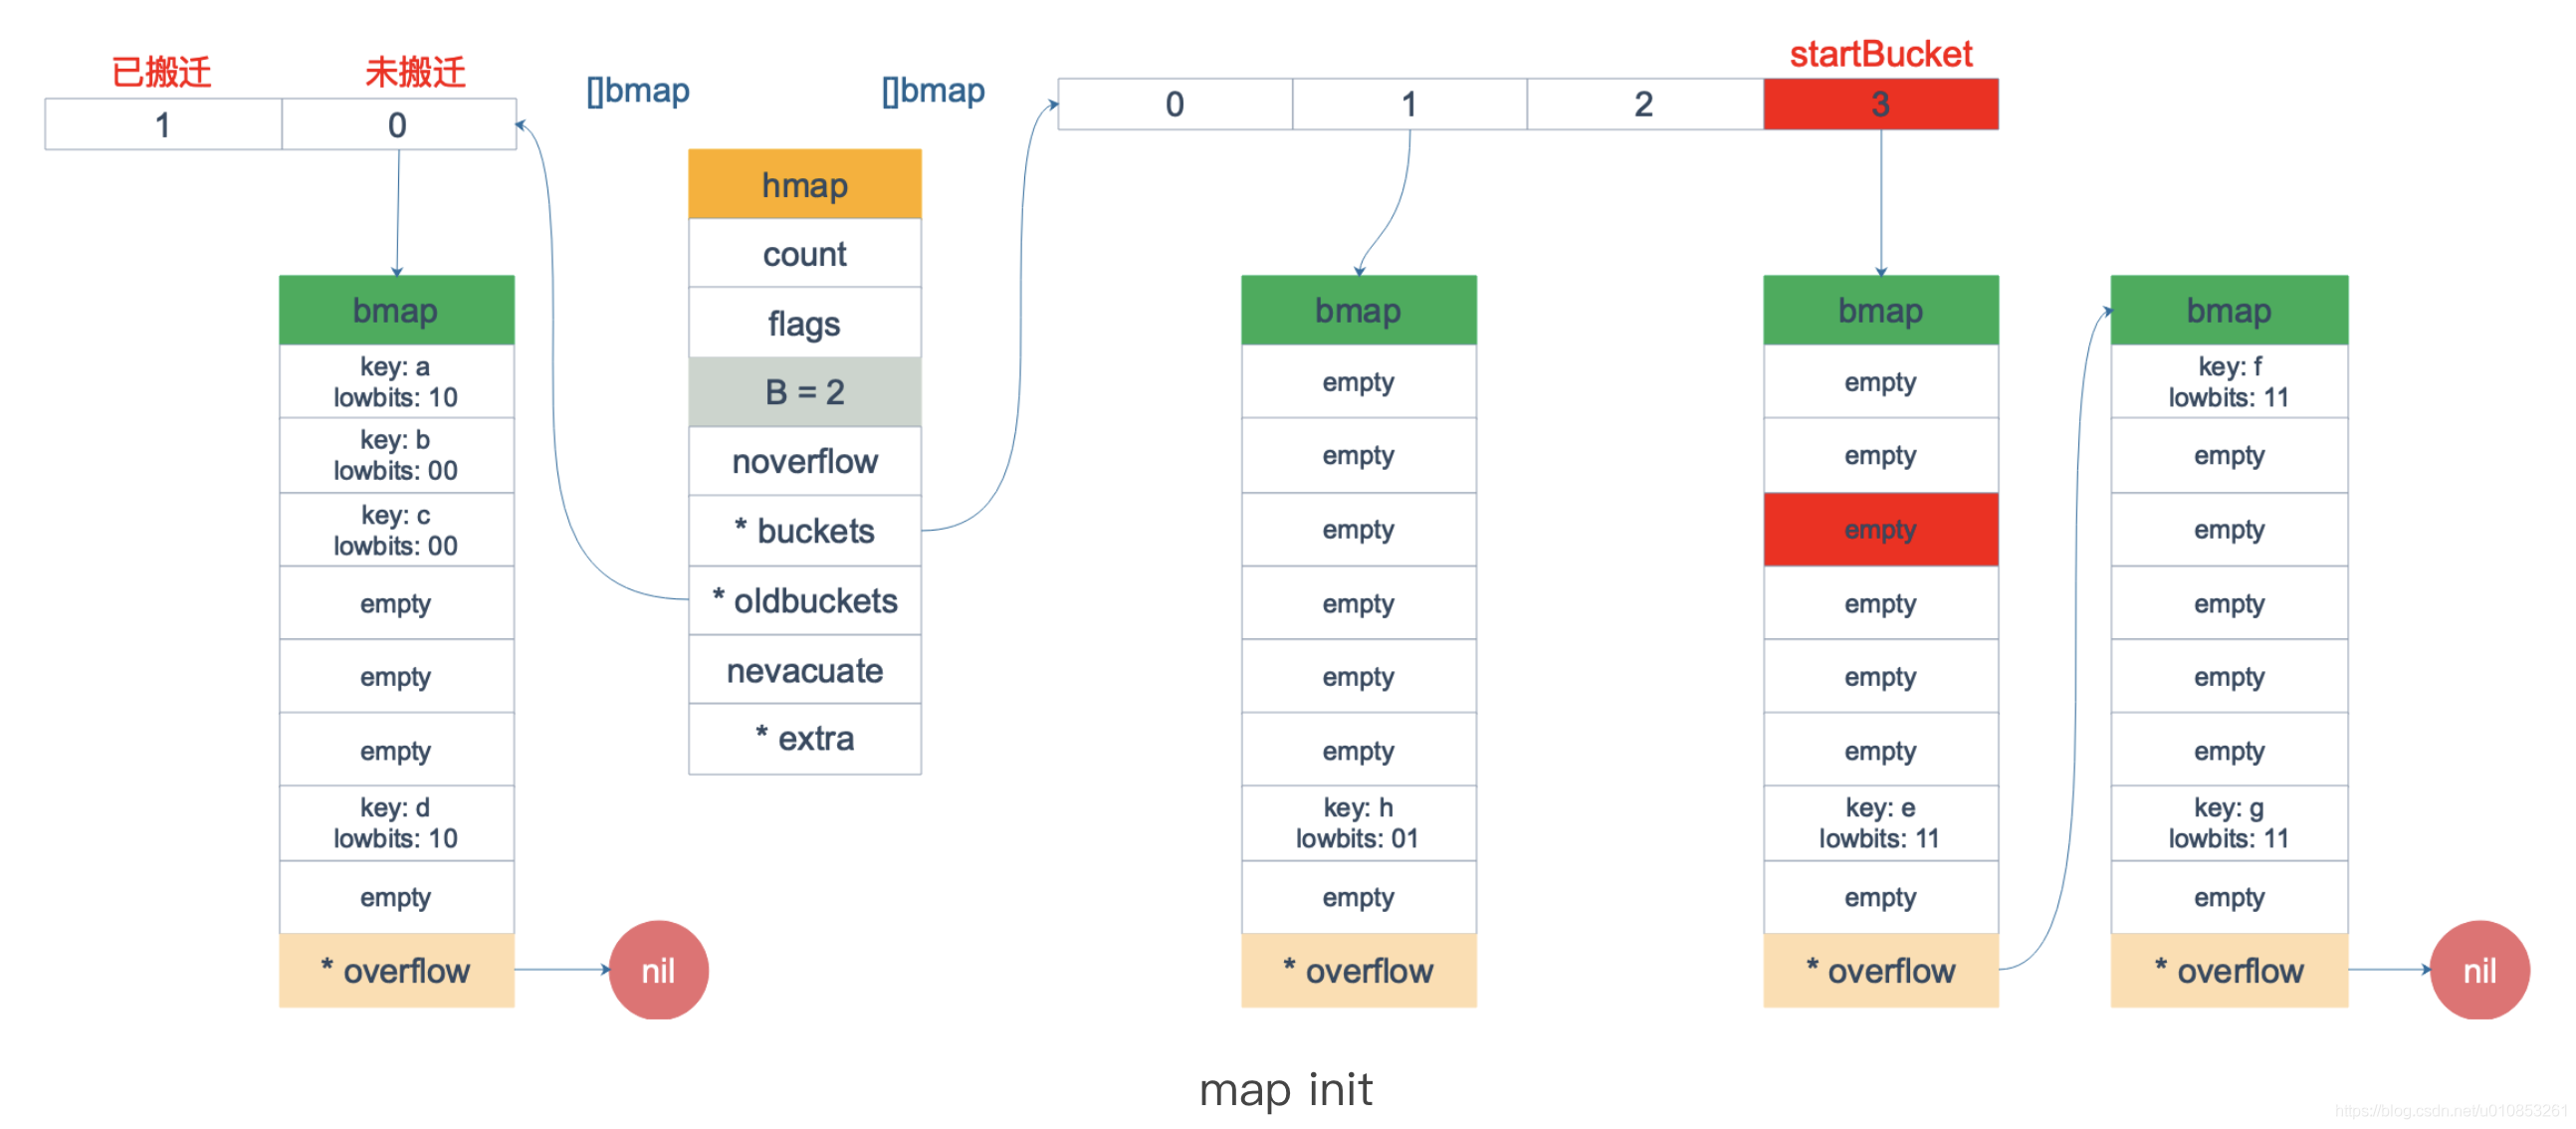 已搬迁
未搬迁
1
0
[]bmap
[]bmap
startBucket
0
1
2
3
bmap
key: a
lowbits: 10
key: b
lowbits: 00
key: c
lowbits: 00
empty
empty
empty
key: d
lowbits: 10
empty
* overflow
nil
hmap
count
flags
B = 2
noverflow
* buckets
* oldbuckets
nevacuate
* extra
bmap
empty
empty
empty
empty
empty
empty
key: h
lowbits: 01
empty
* overflow
bmap
empty
empty
empty
empty
empty
empty
key: e
lowbits: 11
empty
* overflow
bmap
key: f
lowbits: 11
empty
empty
empty
empty
empty
key: g
lowbits: 11
empty
* overflow
nil
map init
https://blog.csdn.net/u010853261